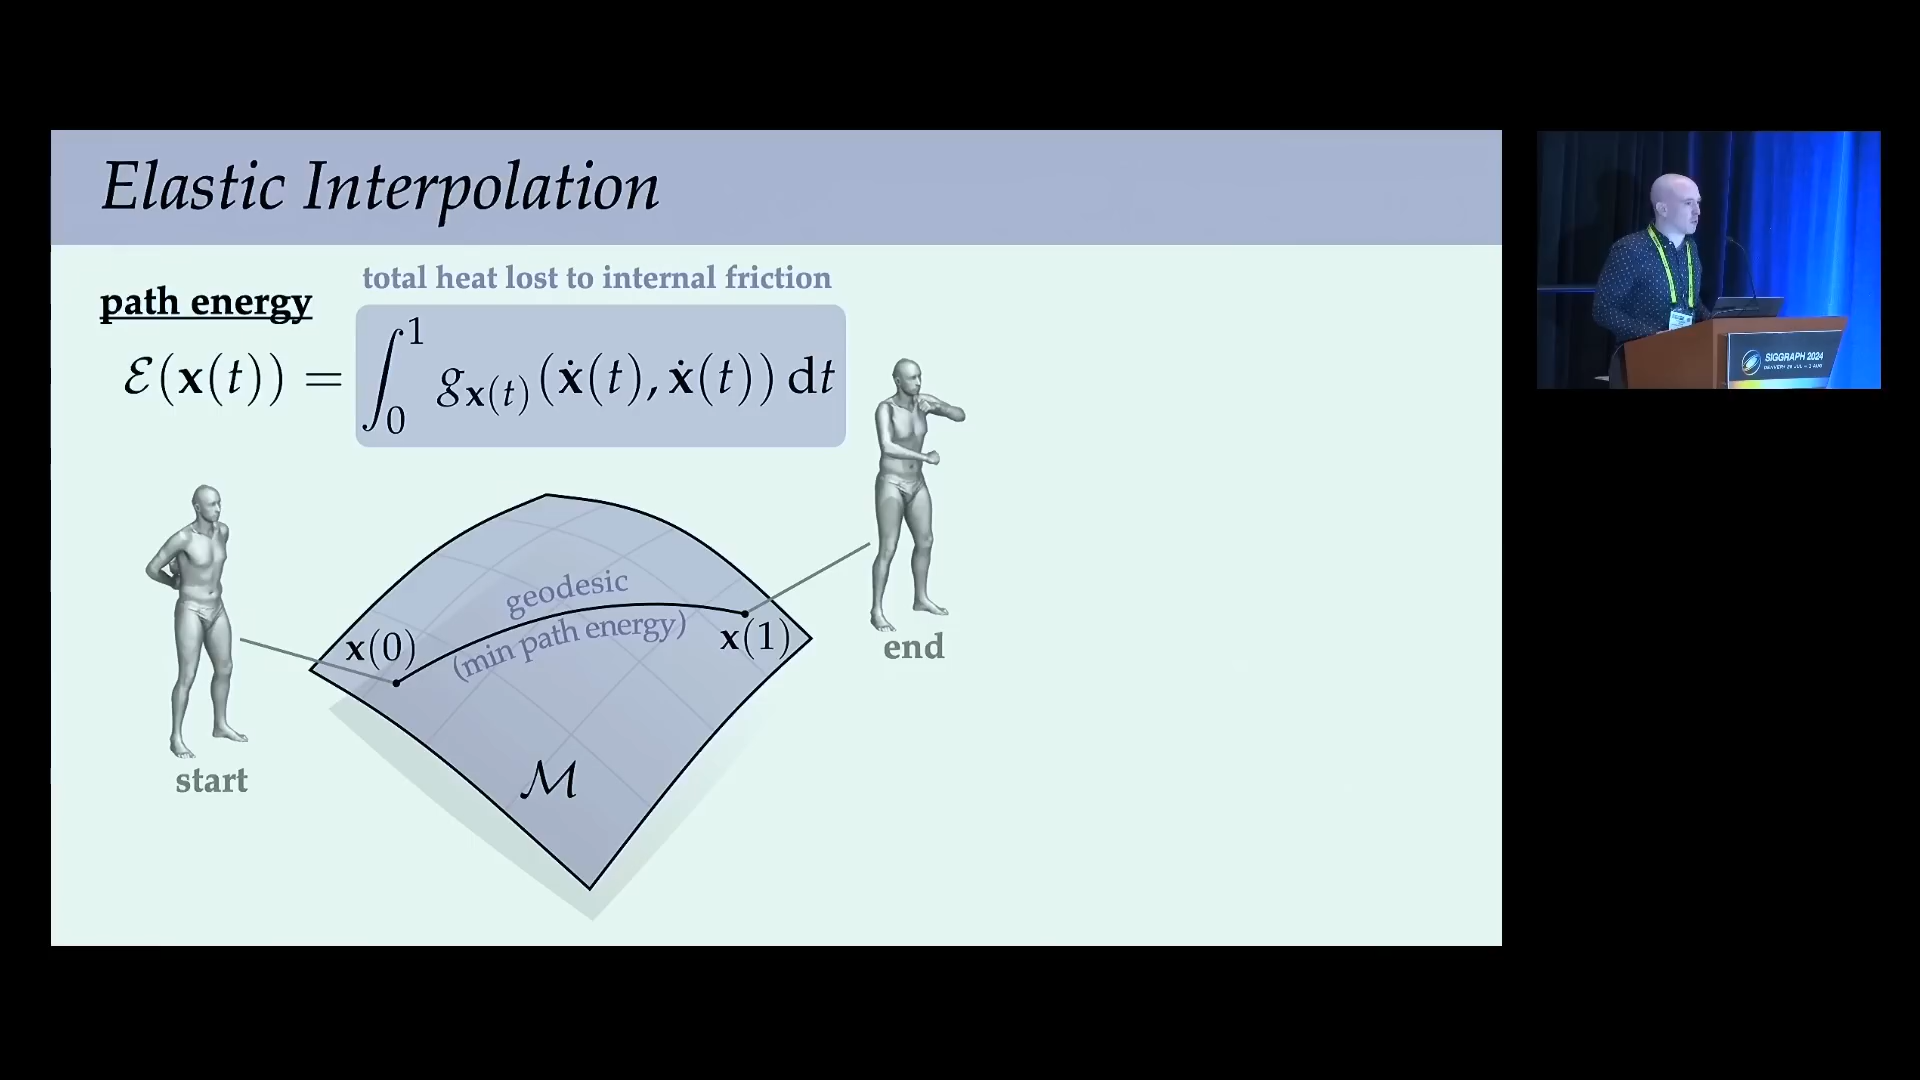 Elastic Interpolation
total heat lost to internal friction
path energy
ℰ(𝐱(t)) = ∫₀¹ g_𝐱(t)(𝐱̇(t), 𝐱̇(t)) dt
geodesic
(min path energy)
𝐱(0)
𝐱(1)
ℳ
start
end
SIGGRAPH 2024